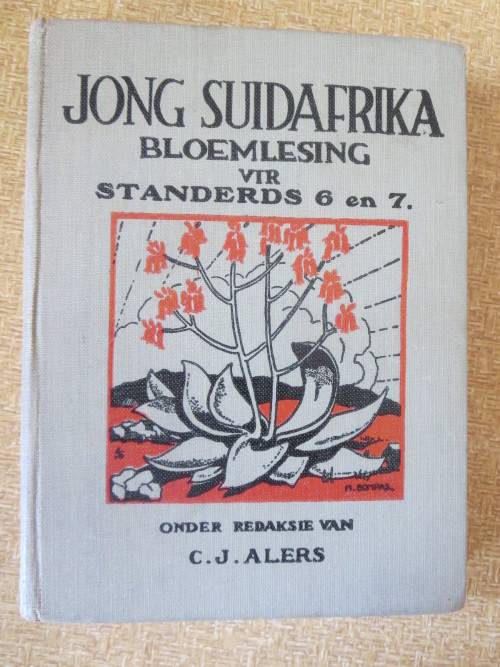 JONG SUIDAFRIKA
BLOEMLESING
VIR
STANDERDS 6 en 7.
ONDER REDAKSIE VAN
C.J. ALERS